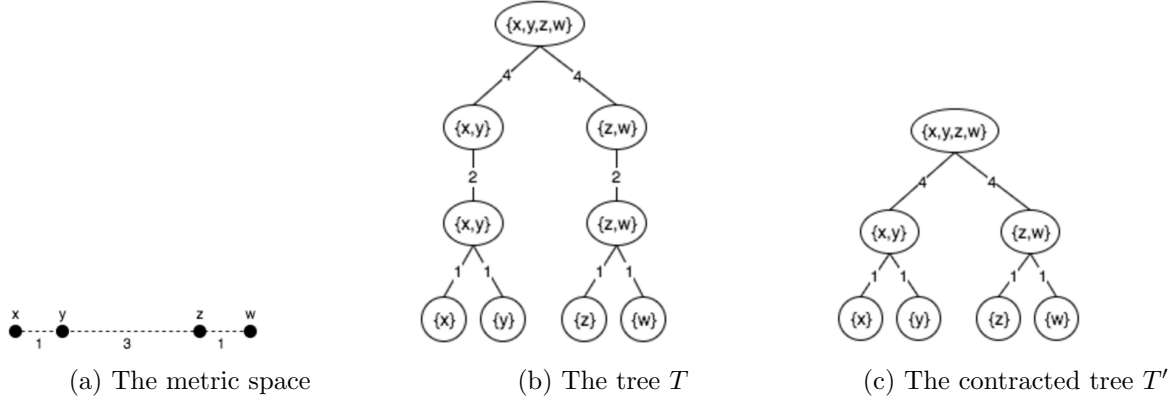 x y z w
1 3 1
(a) The metric space
{x,y,z,w}
4 4
{x,y} {z,w}
2 2
{x,y} {z,w}
1 1 1 1
{x} {y} {z} {w}
(b) The tree T
{x,y,z,w}
4 4
{x,y} {z,w}
1 1 1 1
{x} {y} {z} {w}
(c) The contracted tree T′